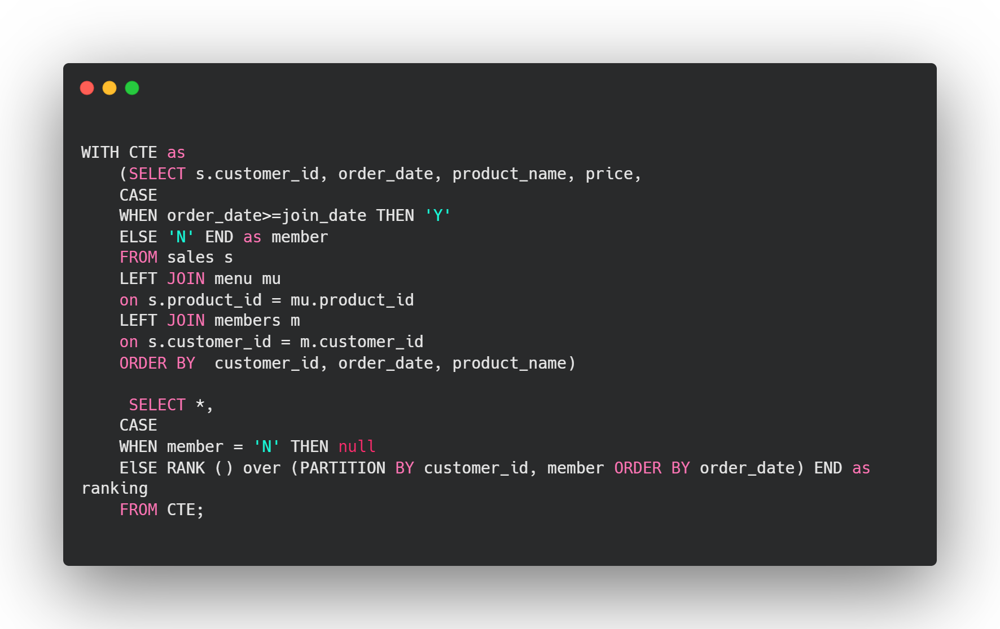 WITH CTE as
(SELECT s.customer_id, order_date, product_name, price,
CASE
WHEN order_date>=join_date THEN 'Y'
ELSE 'N' END as member
FROM sales s
LEFT JOIN menu mu
on s.product_id = mu.product_id
LEFT JOIN members m
on s.customer_id = m.customer_id
ORDER BY  customer_id, order_date, product_name)
SELECT *,
CASE
WHEN member = 'N' THEN null
ElSE RANK () over (PARTITION BY customer_id, member ORDER BY order_date) END as
ranking
FROM CTE;